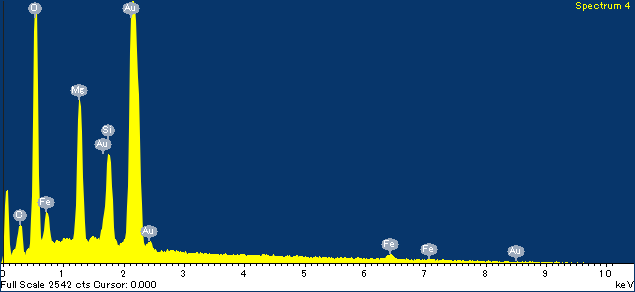 Spectrum 4
O Au
Mg
Si
Au
Fe
O
Au
Fe Fe Au
0 1 2 3 4 5 6 7 8 9 10
Full Scale 2542 cts Cursor: 0.000 keV